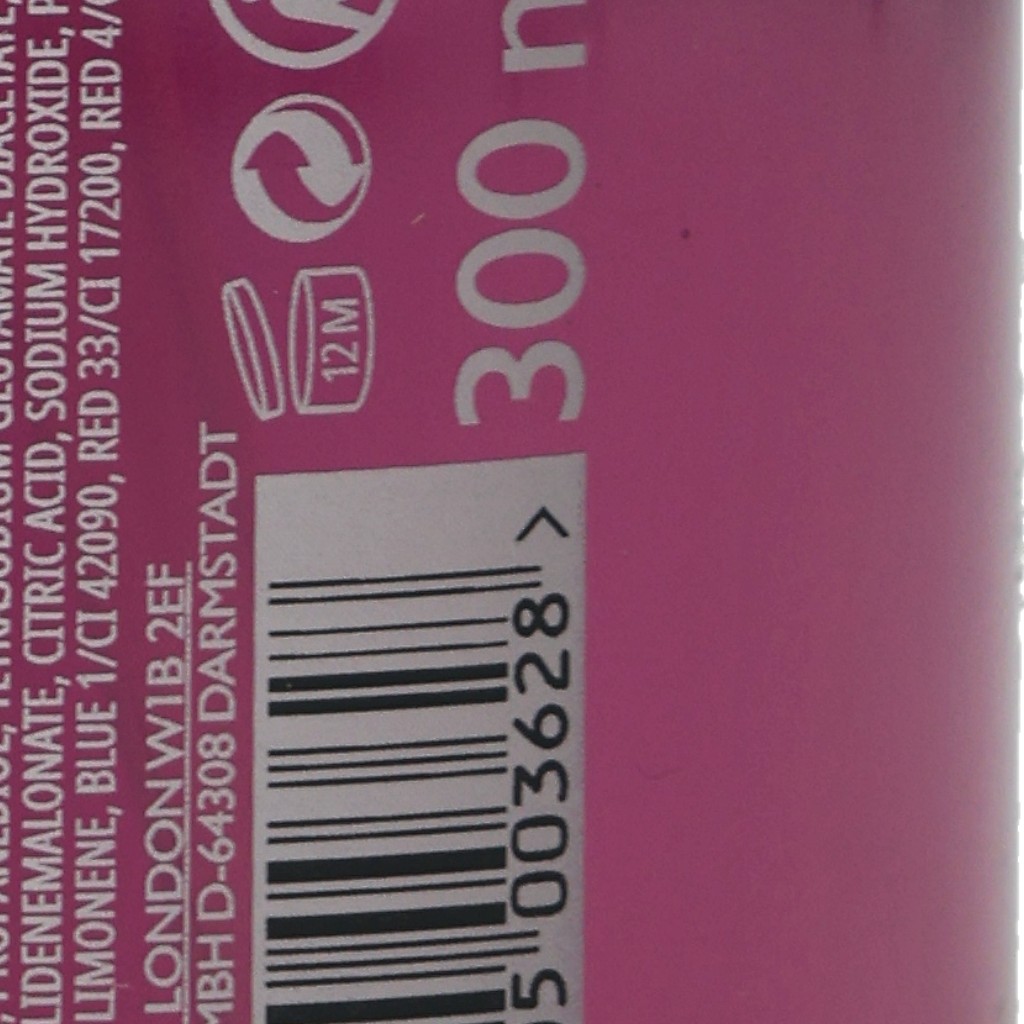 LIDENEMALONATE, CITRIC ACID, SODIUM HYDROXIDE,
LIMONENE, BLUE 1/CI 42090, RED 33/CI 17200, RED 4/
LONDON W1B 2EF
MBH D-64308 DARMSTADT
12 M
300
5 003628 >